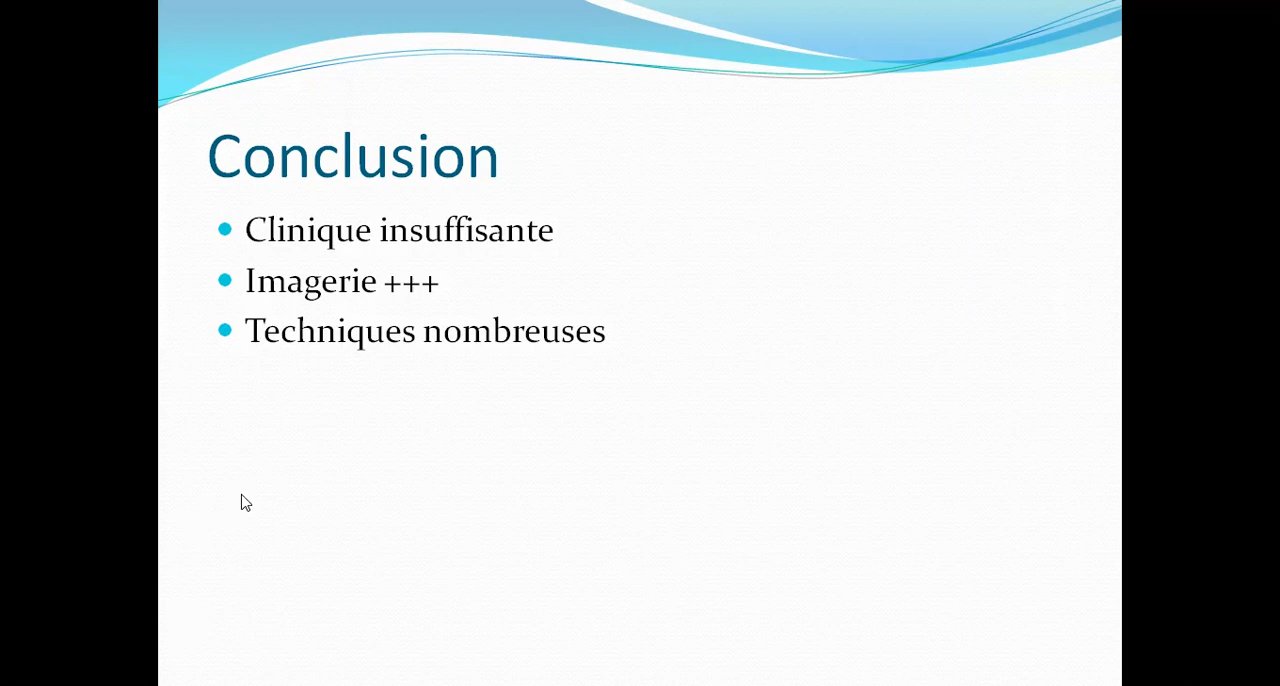 Conclusion
Clinique insuffisante
Imagerie +++
Techniques nombreuses